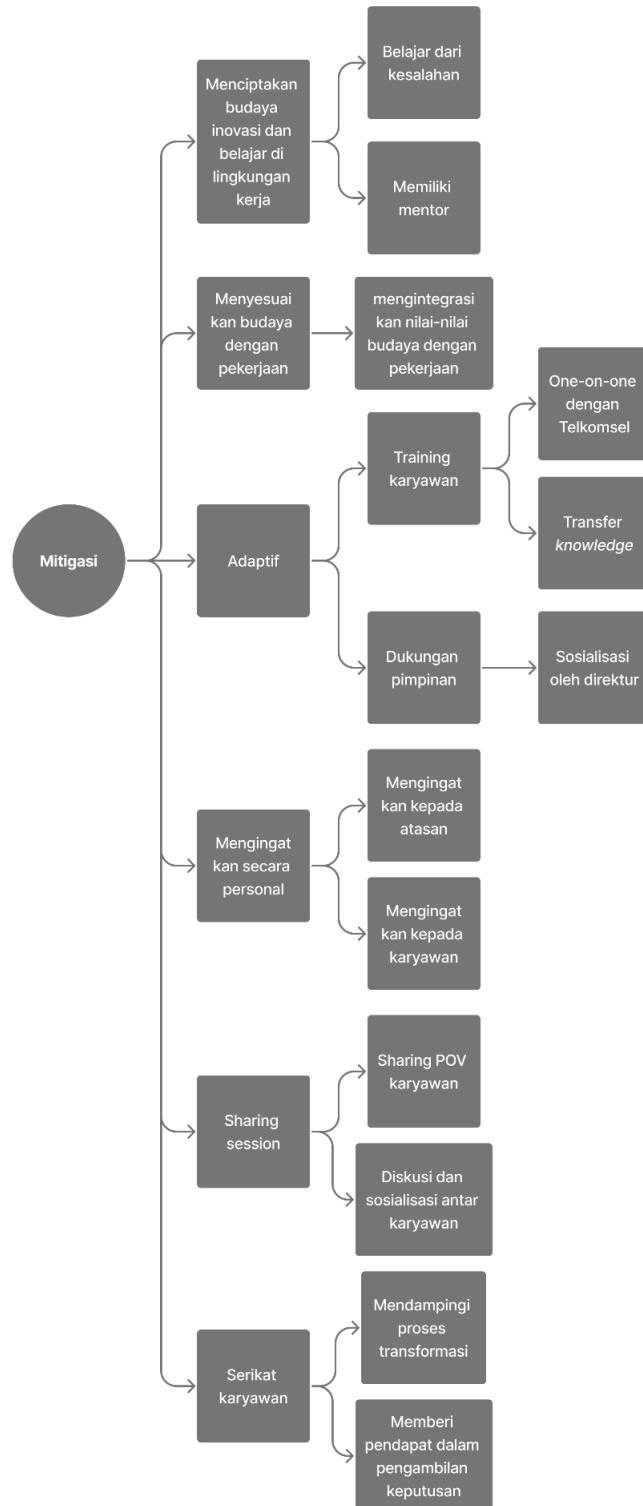 Menciptakan
budaya
inovasi dan
belajar di
lingkungan
kerja
Belajar dari
kesalahan
Memiliki
mentor
Menyesuai
kan budaya
dengan
pekerjaan
mengintegrasi
kan nilai-nilai
budaya dengan
pekerjaan
Mitigasi
Adaptif
Training
karyawan
One-on-one
dengan
Telkomsel
Transfer
knowledge
Dukungan
pimpinan
Sosialisasi
oleh direktur
Mengingat
kan secara
personal
Mengingat
kan kepada
atasan
Mengingat
kan kepada
karyawan
Sharing
session
Sharing POV
karyawan
Diskusi dan
sosialisasi antar
karyawan
Serikat
karyawan
Mendampingi
proses
transformasi
Memberi
pendapat dalam
pengambilan
keputusan